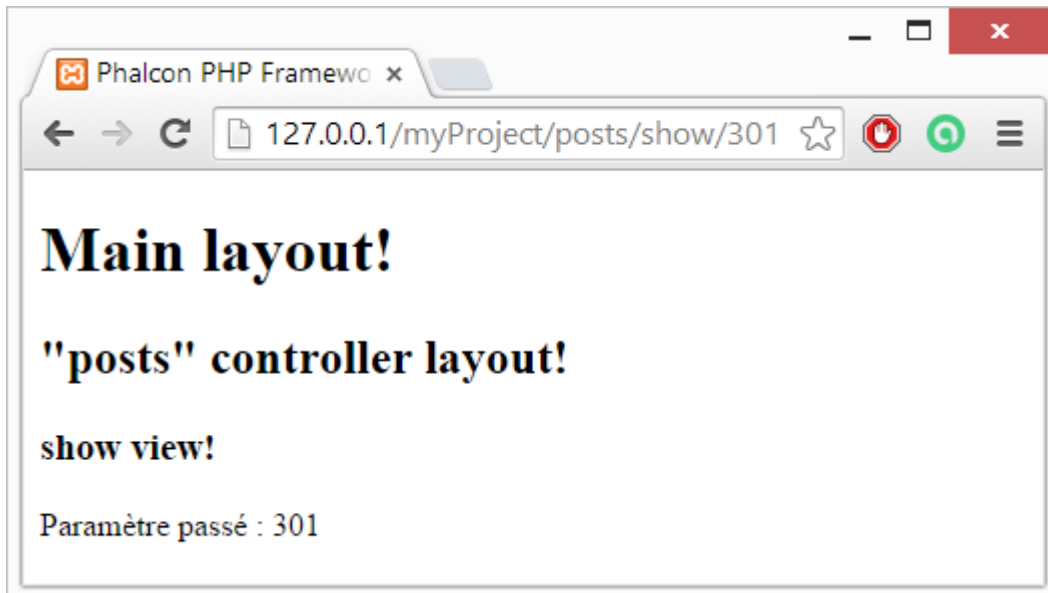 Phalcon PHP Framewo
127.0.0.1/myProject/posts/show/301
Main layout!
"posts" controller layout!
show view!
Paramètre passé : 301